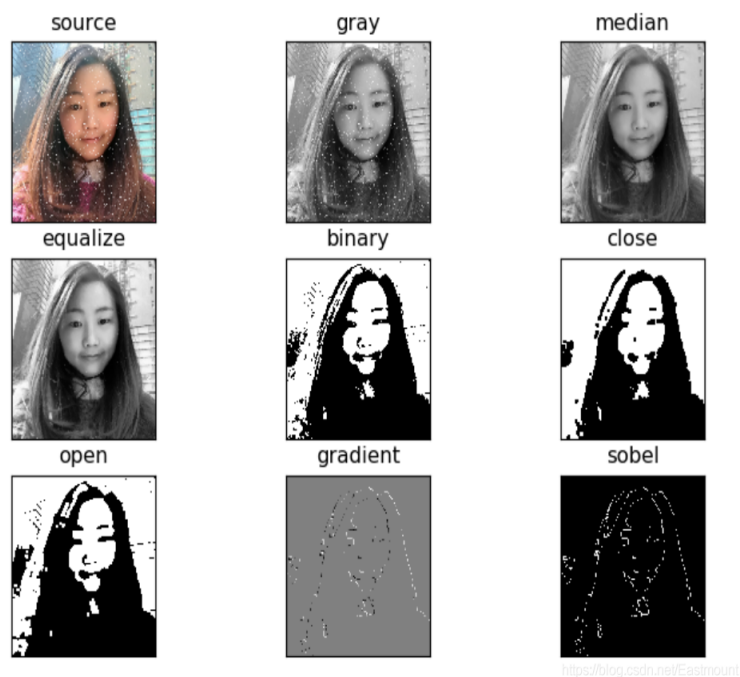 source gray median
equalize binary close
open gradient sobel
https://blog.csdn.net/Eastmount